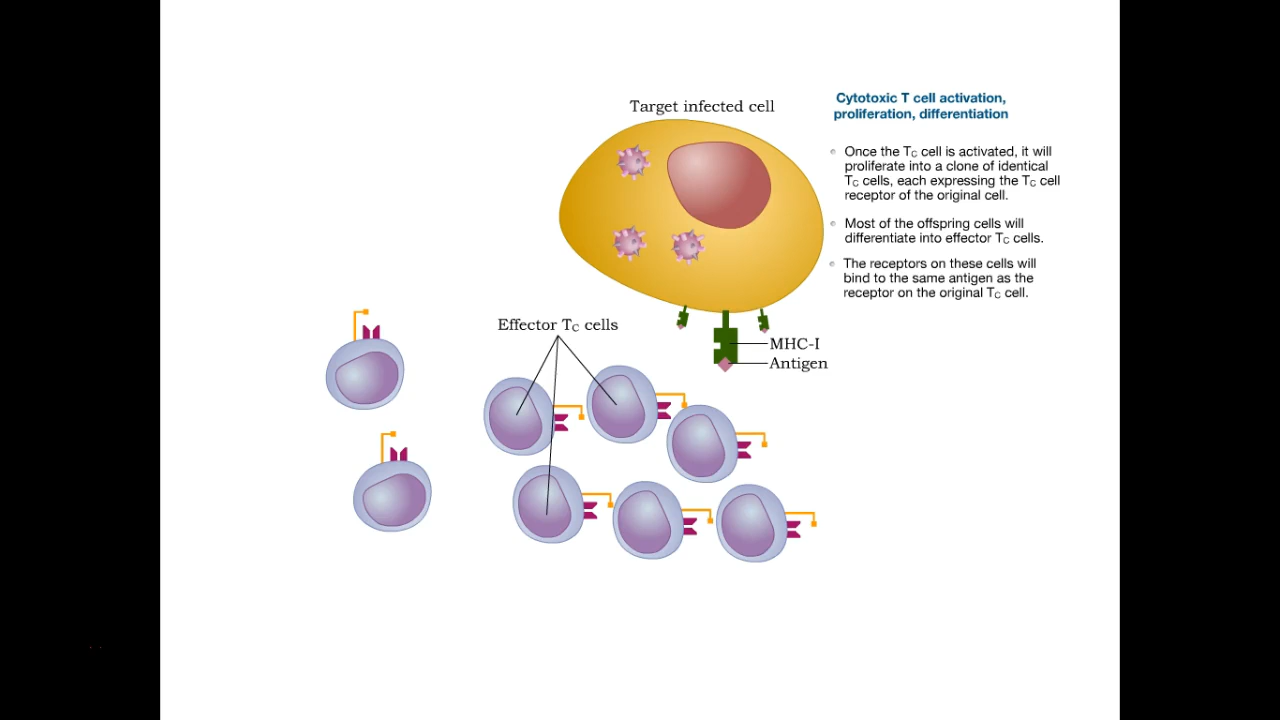 Target infected cell
Cytotoxic T cell activation,
proliferation, differentiation
Once the Tc cell is activated, it will
proliferate into a clone of identical
Tc cells, each expressing the Tc cell
receptor of the original cell.
Most of the offspring cells will
differentiate into effector Tc cells.
The receptors on these cells will
bind to the same antigen as the
receptor on the original Tc cell.
Effector Tc cells
MHC-I
Antigen